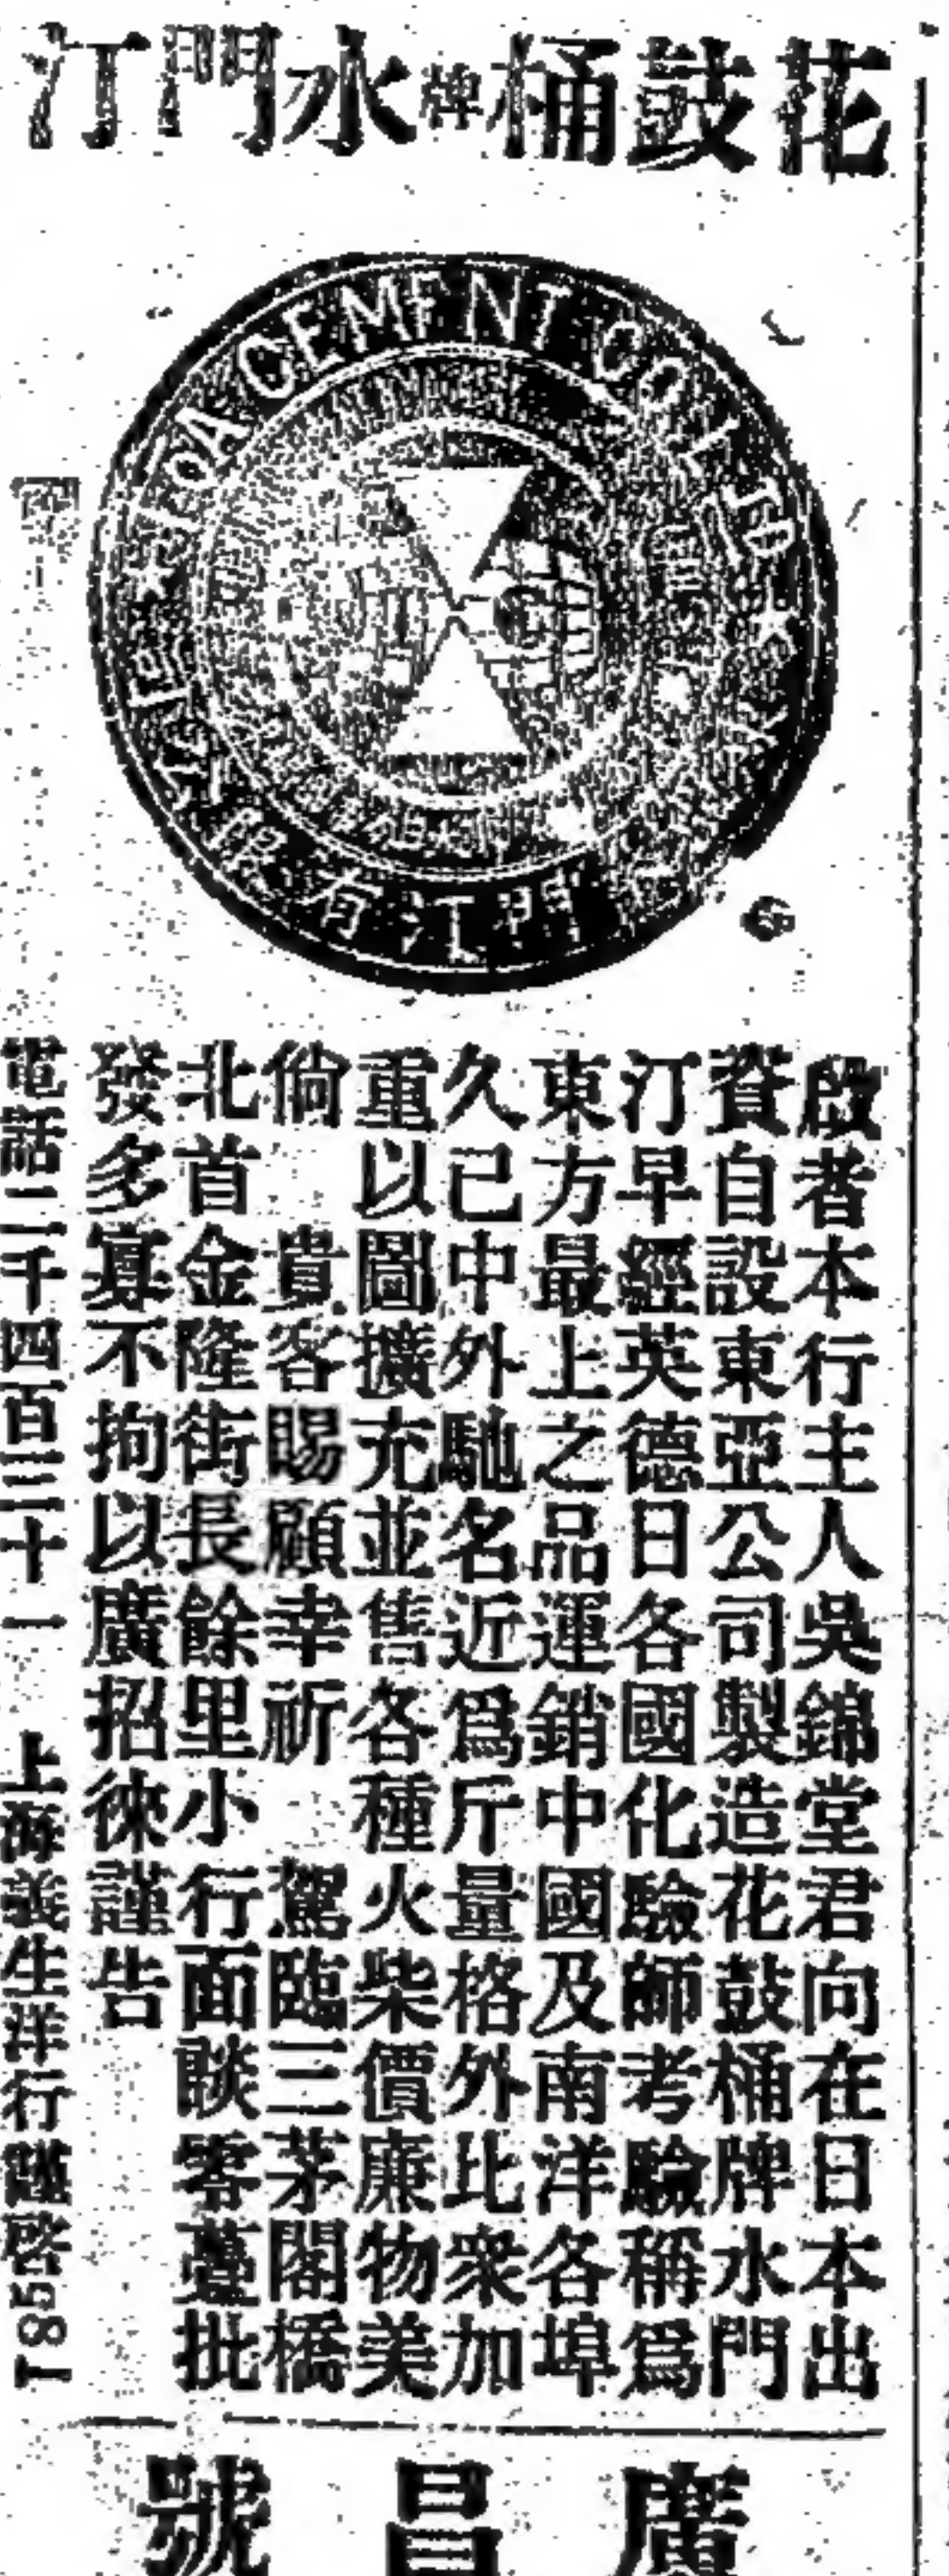 花鼓桶牌水門汀
TOA CEMENT CO., LTD
啟者本行主人吳錦堂君向在日本出
資自設東亞公司製造花鼓桶牌水門
汀早經英德日各國化驗師考驗稱爲
東方最上之品運銷中國及南洋各埠
久已中外馳名近爲斤量格外比衆加
重以圖擴充並售各種火柴價廉物美
倘 貴客賜顧幸祈 駕臨三茅閣橋
北首金隆街長餘里小行面談零躉批
發多寡不拘以廣招徠謹告
電話二千四百三十一 上海義生洋行謹啓 T85
廣昌號